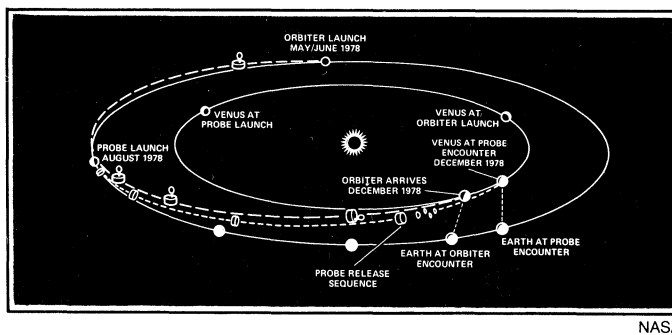 ORBITER LAUNCH
MAY/JUNE 1978
VENUS AT
PROBE LAUNCH
VENUS AT
ORBITER LAUNCH
VENUS AT PROBE
ENCOUNTER
DECEMBER 1978
PROBE LAUNCH
AUGUST 1978
ORBITER ARRIVES
DECEMBER 1978
EARTH AT ORBITER
ENCOUNTER
EARTH AT PROBE
ENCOUNTER
PROBE RELEASE
SEQUENCE